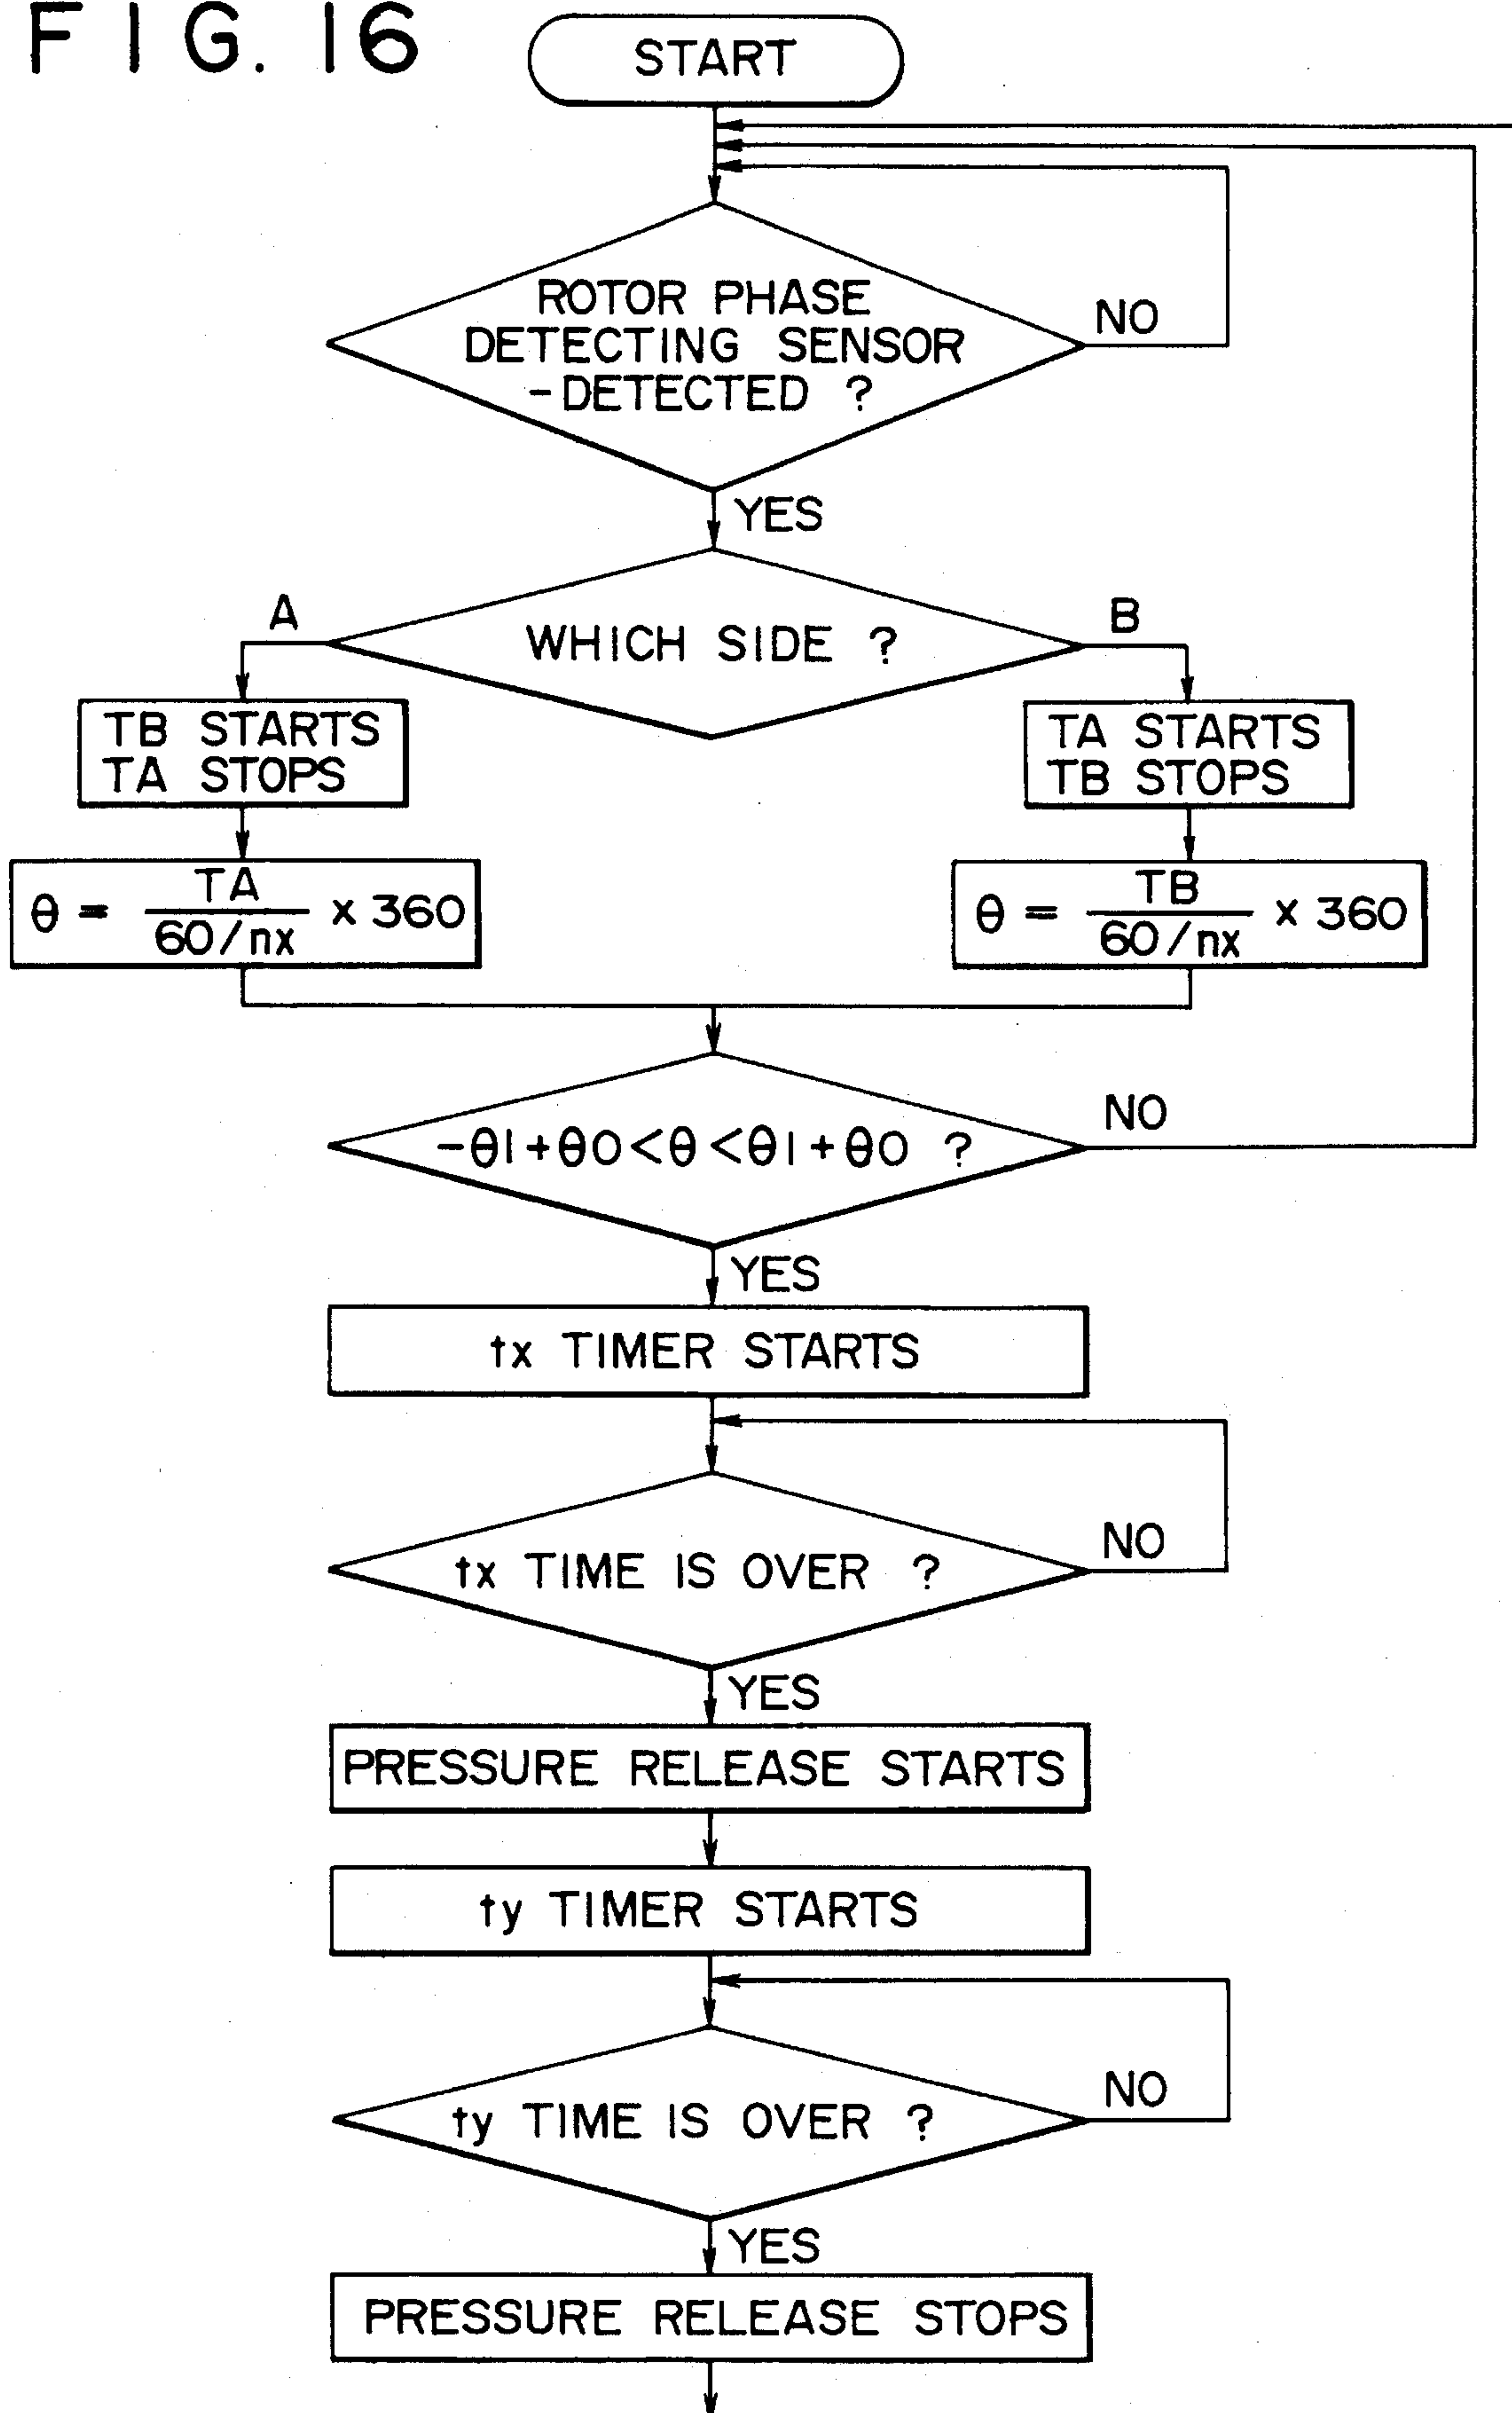 FIG. 16
START
ROTOR PHASE
DETECTING SENSOR
-DETECTED ?
NO
YES
WHICH SIDE ?
A
B
TB STARTS
TA STOPS
TA STARTS
TB STOPS
θ = TA / 60/nx × 360
θ = TB / 60/nx × 360
-θ1+θ0<θ<θ1+θ0 ?
NO
YES
tx TIMER STARTS
tx TIME IS OVER ?
NO
YES
PRESSURE RELEASE STARTS
ty TIMER STARTS
ty TIME IS OVER ?
NO
YES
PRESSURE RELEASE STOPS